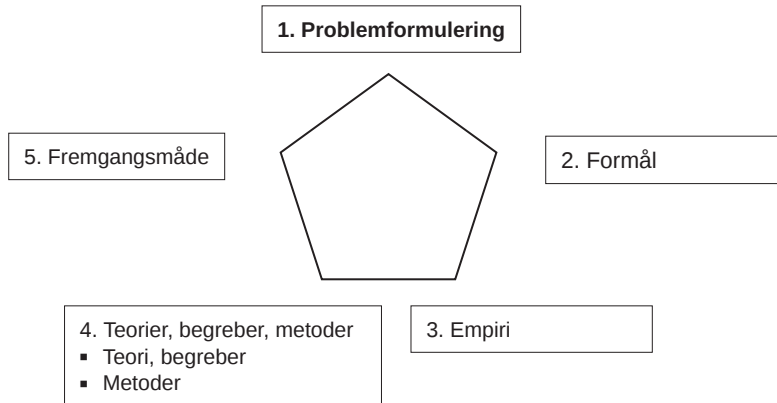 1. Problemformulering
5. Fremgangsmåde
2. Formål
4. Teorier, begreber, metoder
▪ Teori, begreber
▪ Metoder
3. Empiri